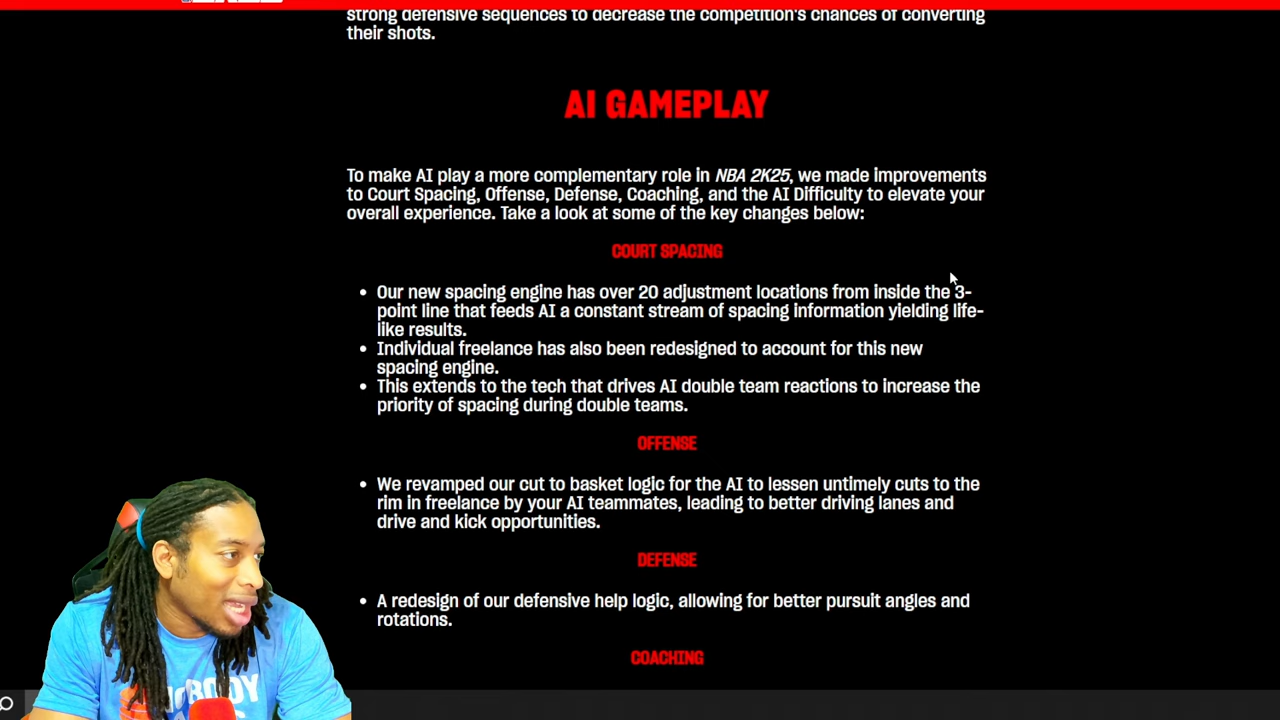 strong defensive sequences to decrease the competition's chances of converting
their shots.
AI GAMEPLAY
To make AI play a more complementary role in NBA 2K25, we made improvements
to Court Spacing, Offense, Defense, Coaching, and the AI Difficulty to elevate your
overall experience. Take a look at some of the key changes below:
COURT SPACING
• Our new spacing engine has over 20 adjustment locations from inside the 3-
point line that feeds AI a constant stream of spacing information yielding life-
like results.
• Individual freelance has also been redesigned to account for this new
spacing engine.
• This extends to the tech that drives AI double team reactions to increase the
priority of spacing during double teams.
OFFENSE
• We revamped our cut to basket logic for the AI to lessen untimely cuts to the
rim in freelance by your AI teammates, leading to better driving lanes and
drive and kick opportunities.
DEFENSE
• A redesign of our defensive help logic, allowing for better pursuit angles and
rotations.
COACHING
NOBODY